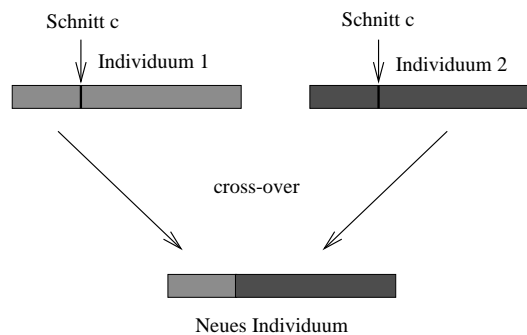 Schnitt c
Schnitt c
Individuum 1
Individuum 2
cross-over
Neues Individuum